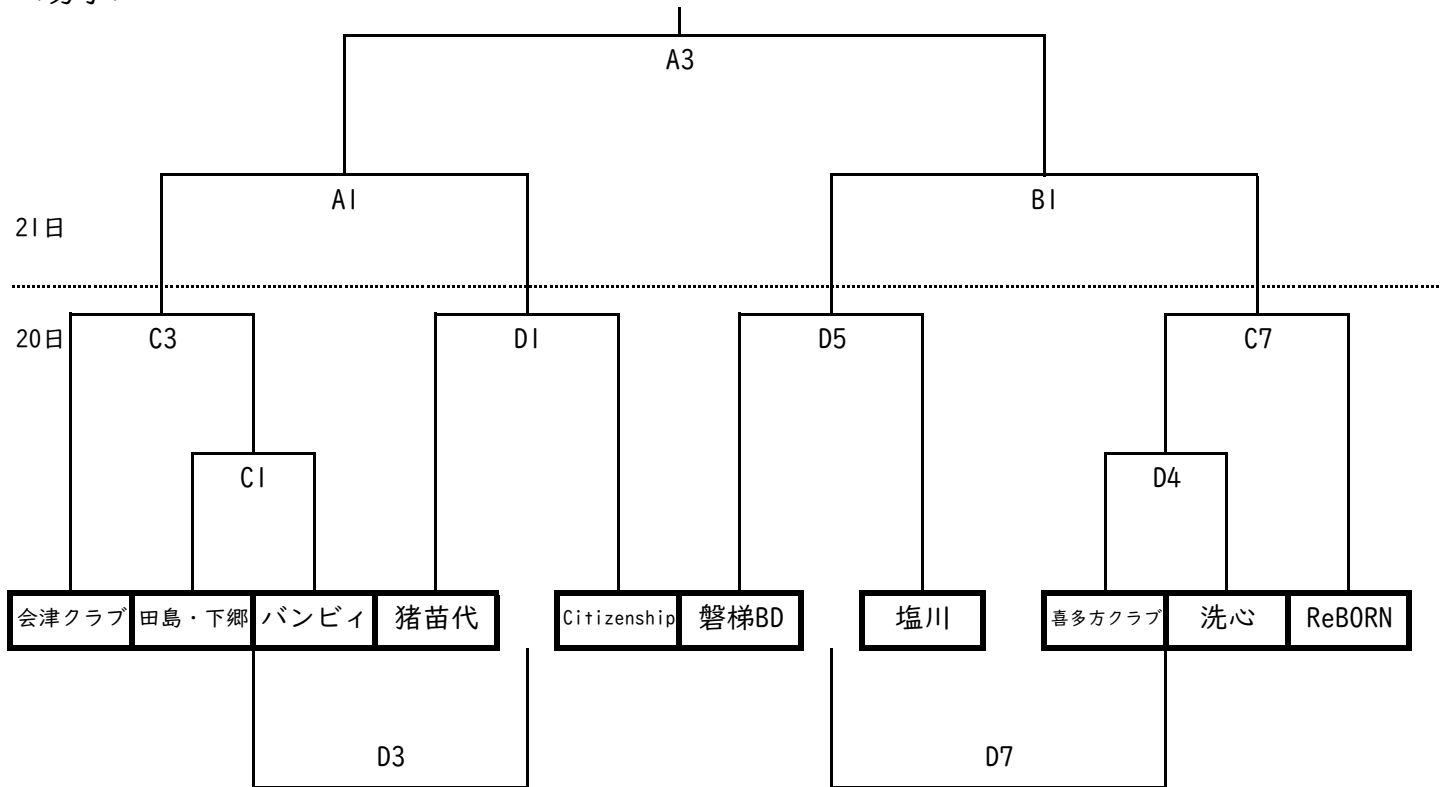 A3
A1
B1
21日
20日
C3
D1
D5
C7
C1
D4
会津クラブ
田島・下郷
バンビィ
猪苗代
Citizenship
磐梯BD
塩川
喜多方クラブ
洗心
ReBORN
D3
D7